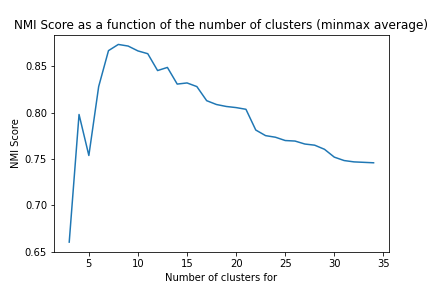 NMI Score as a function of the number of clusters (minmax average)
0.85
0.80
0.75
0.70
0.65
NMI Score
5 10 15 20 25 30 35
Number of clusters for